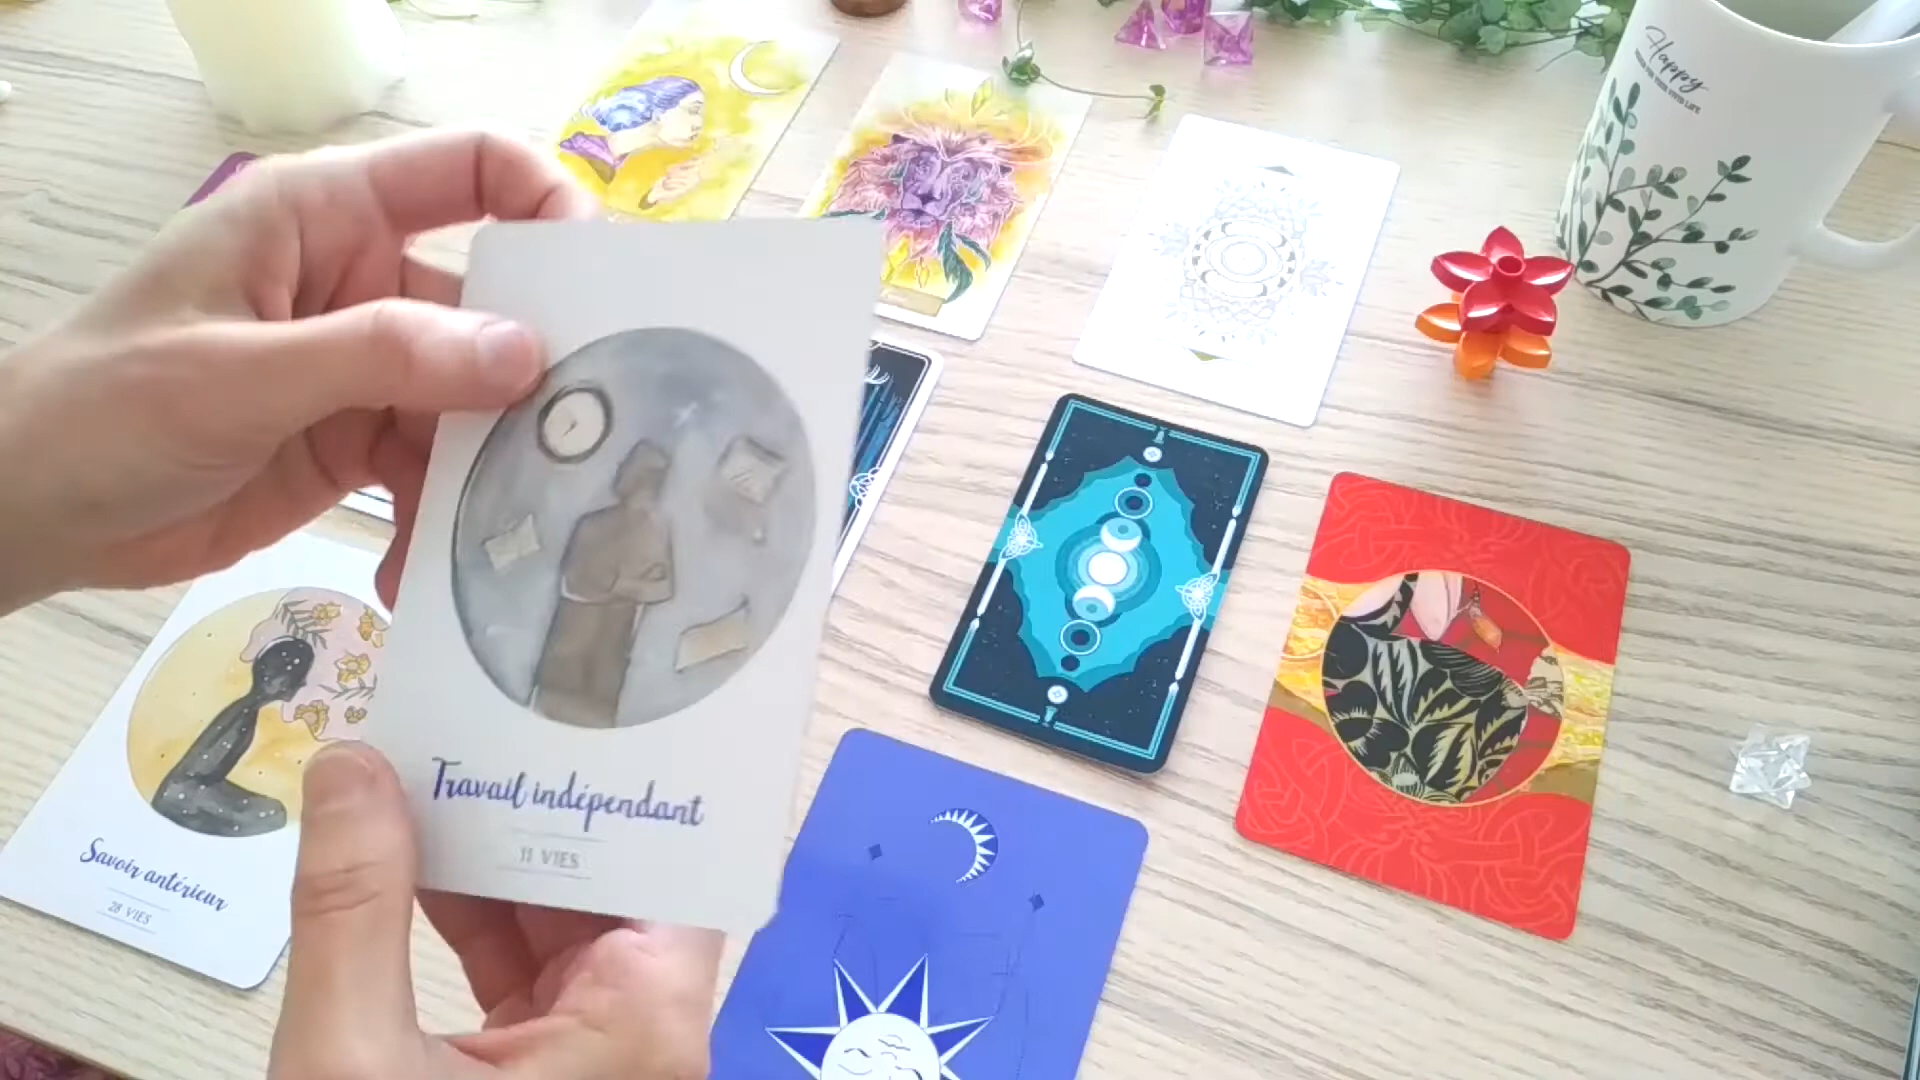 Happy
Travail indépendant
11 VIES
Savoir antérieur
28 VIES